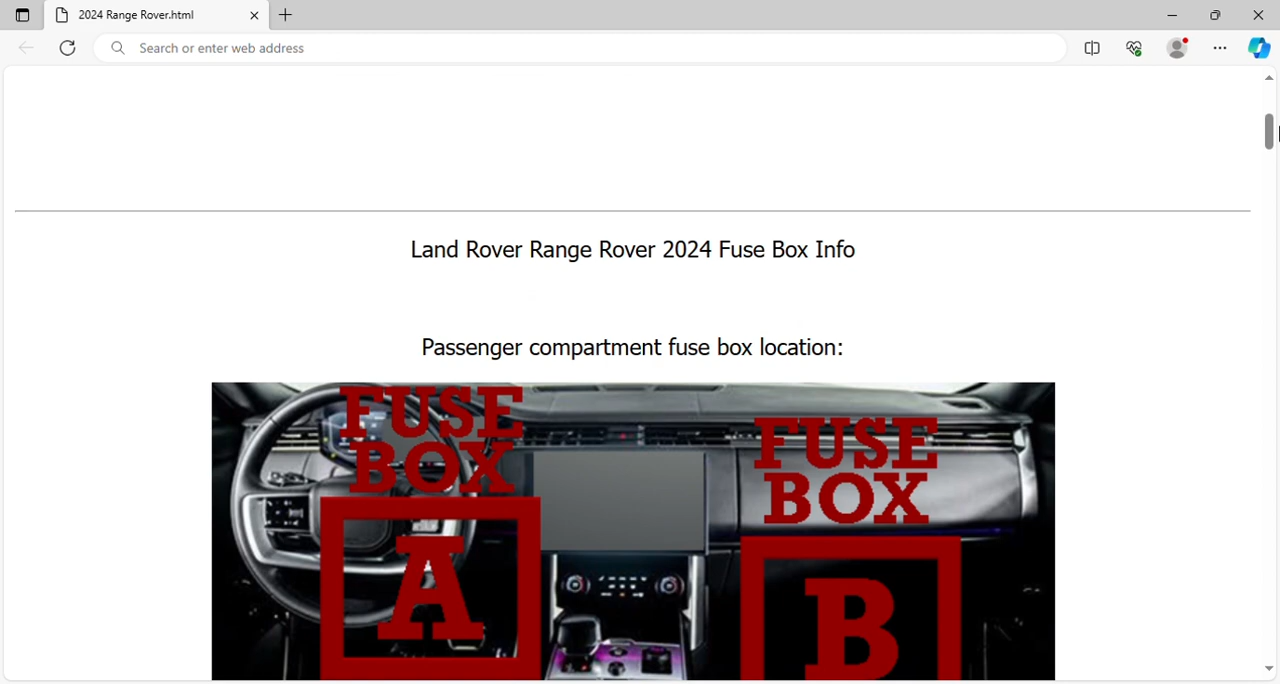 2024 Range Rover.html
Search or enter web address
Land Rover Range Rover 2024 Fuse Box Info
Passenger compartment fuse box location:
FUSE
BOX
A
FUSE
BOX
B